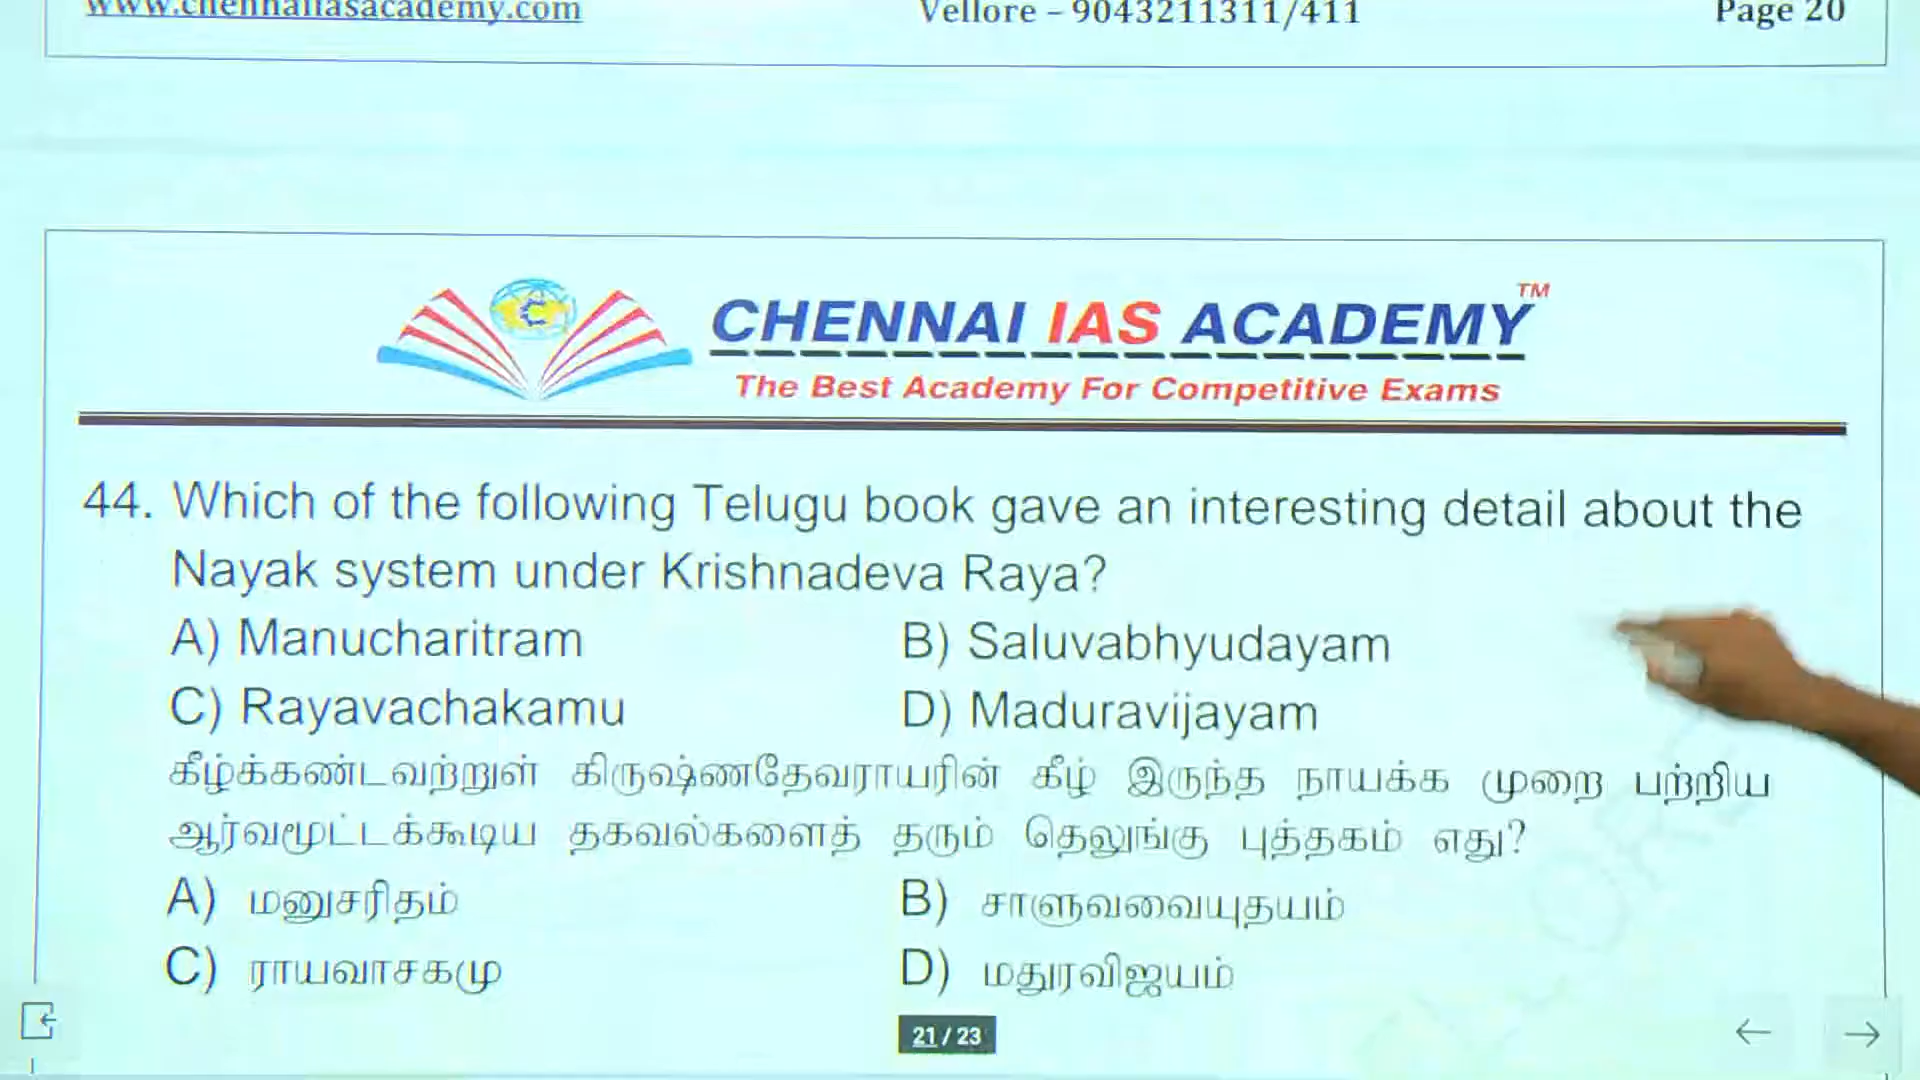 www.chennaiiasacademy.com Vellore – 9043211311/411 Page 20
CHENNAI IAS ACADEMY TM
The Best Academy For Competitive Exams
44. Which of the following Telugu book gave an interesting detail about the
Nayak system under Krishnadeva Raya?
A) Manucharitram B) Saluvabhyudayam
C) Rayavachakamu D) Maduravijayam
கீழ்க்கண்டவற்றுள் கிருஷ்ணதேவராயரின் கீழ் இருந்த நாயக்க முறை பற்றிய
ஆர்வமூட்டக்கூடிய தகவல்களைத் தரும் தெலுங்கு புத்தகம் எது?
A) மனுசரிதம் B) சாளுவவையுதயம்
C) ராயவாசகமு D) மதுரவிஜயம்
21 / 23